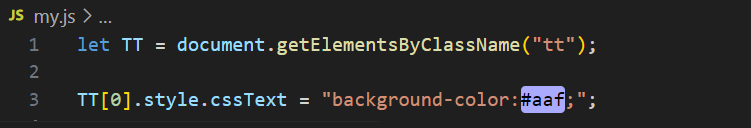 JS my.js > ...
1 let TT = document.getElementsByClassName("tt");
2
3 TT[0].style.cssText = "background-color:#aaf;";